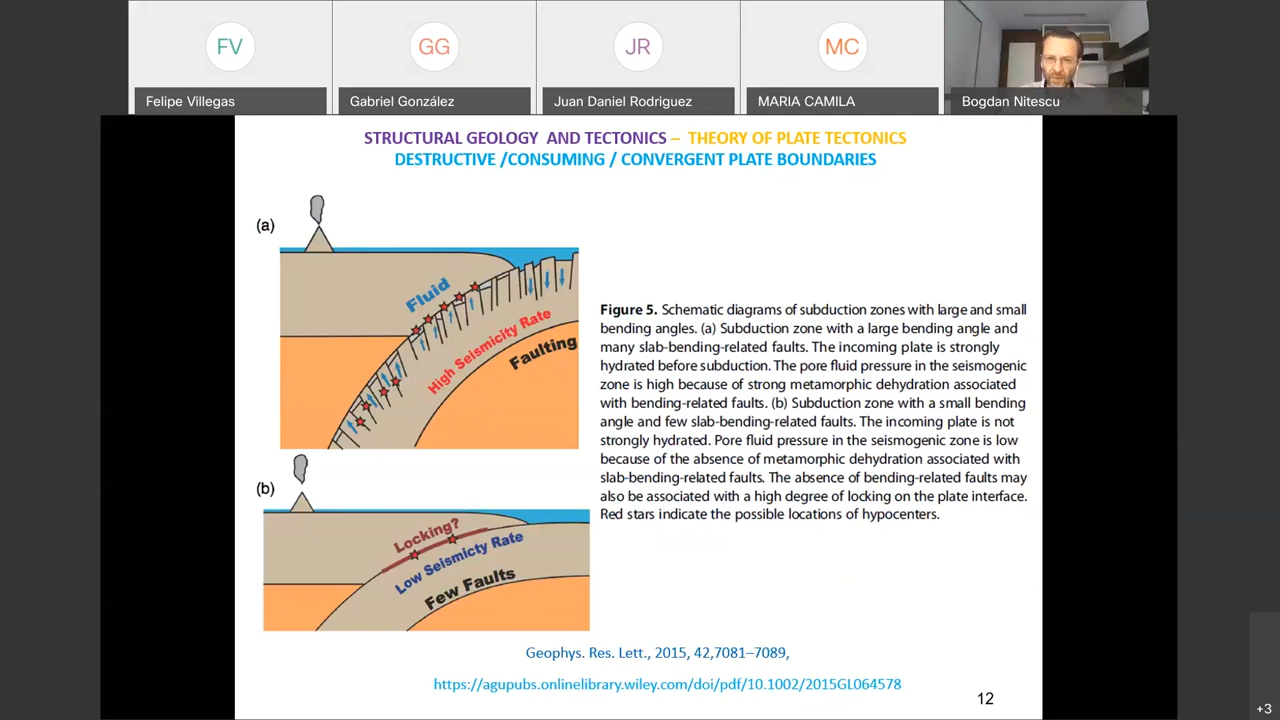 FV
GG
JR
MC
Felipe Villegas
Gabriel González
Juan Daniel Rodriguez
MARIA CAMILA
Bogdan Nitescu
STRUCTURAL GEOLOGY AND TECTONICS – THEORY OF PLATE TECTONICS
DESTRUCTIVE /CONSUMING / CONVERGENT PLATE BOUNDARIES
(a)
Fluid
High Seismicity Rate
Faulting
(b)
Locking?
Low Seismicty Rate
Few Faults
Figure 5. Schematic diagrams of subduction zones with large and small
bending angles. (a) Subduction zone with a large bending angle and
many slab-bending-related faults. The incoming plate is strongly
hydrated before subduction. The pore fluid pressure in the seismogenic
zone is high because of strong metamorphic dehydration associated
with bending-related faults. (b) Subduction zone with a small bending
angle and few slab-bending-related faults. The incoming plate is not
strongly hydrated. Pore fluid pressure in the seismogenic zone is low
because of the absence of metamorphic dehydration associated with
slab-bending-related faults. The absence of bending-related faults may
also be associated with a high degree of locking on the plate interface.
Red stars indicate the possible locations of hypocenters.
Geophys. Res. Lett., 2015, 42,7081–7089,
https://agupubs.onlinelibrary.wiley.com/doi/pdf/10.1002/2015GL064578
12
+3